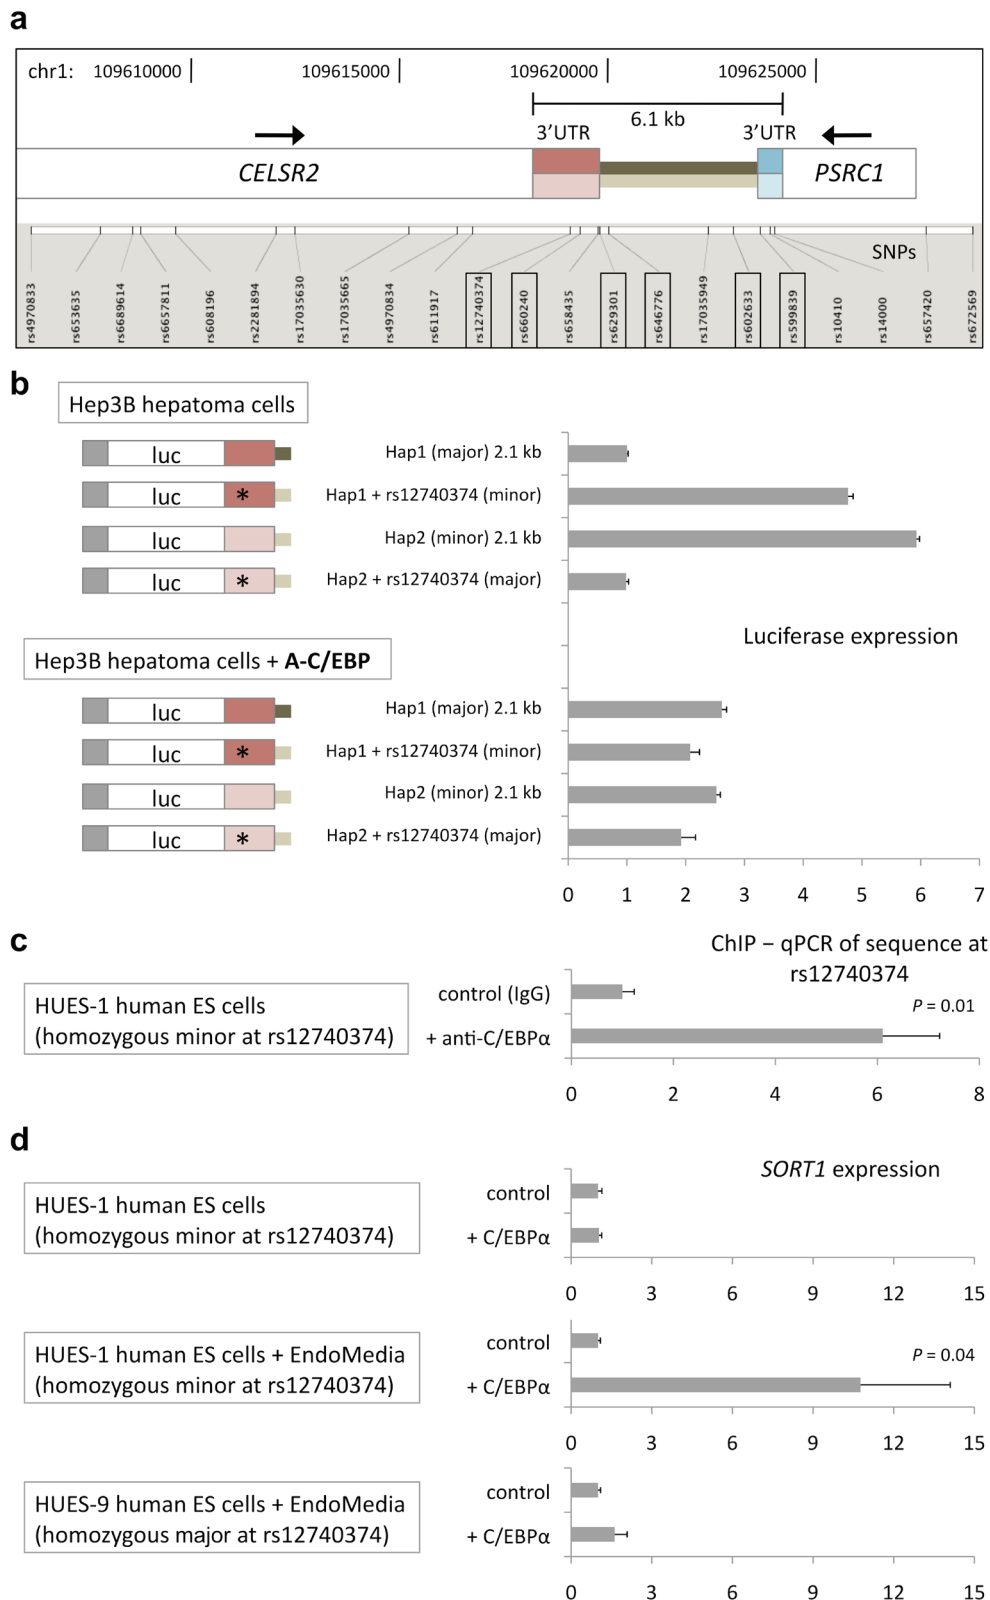 a
chr1: 109610000 109615000 109620000 109625000
6.1 kb
3’UTR 3’UTR
CELSR2 PSRC1
SNPs
rs4970833 rs653635 rs6689614 rs6657811 rs608196 rs2281894 rs17035630 rs17035665 rs4970834 rs611917 rs12740374 rs660240 rs658435 rs629301 rs646776 rs17035949 rs602633 rs599839 rs10410 rs14000 rs657420 rs672569
b
Hep3B hepatoma cells
luc Hap1 (major) 2.1 kb
luc * Hap1 + rs12740374 (minor)
luc Hap2 (minor) 2.1 kb
luc * Hap2 + rs12740374 (major)
Luciferase expression
Hep3B hepatoma cells + A-C/EBP
luc Hap1 (major) 2.1 kb
luc * Hap1 + rs12740374 (minor)
luc Hap2 (minor) 2.1 kb
luc * Hap2 + rs12740374 (major)
0 1 2 3 4 5 6 7
c
ChIP – qPCR of sequence at
rs12740374
HUES-1 human ES cells
(homozygous minor at rs12740374)
control (IgG)
P = 0.01
+ anti-C/EBPα
0 2 4 6 8
d
SORT1 expression
HUES-1 human ES cells
(homozygous minor at rs12740374)
control
+ C/EBPα
0 3 6 9 12 15
HUES-1 human ES cells + EndoMedia
(homozygous minor at rs12740374)
control
P = 0.04
+ C/EBPα
0 3 6 9 12 15
HUES-9 human ES cells + EndoMedia
(homozygous major at rs12740374)
control
+ C/EBPα
0 3 6 9 12 15